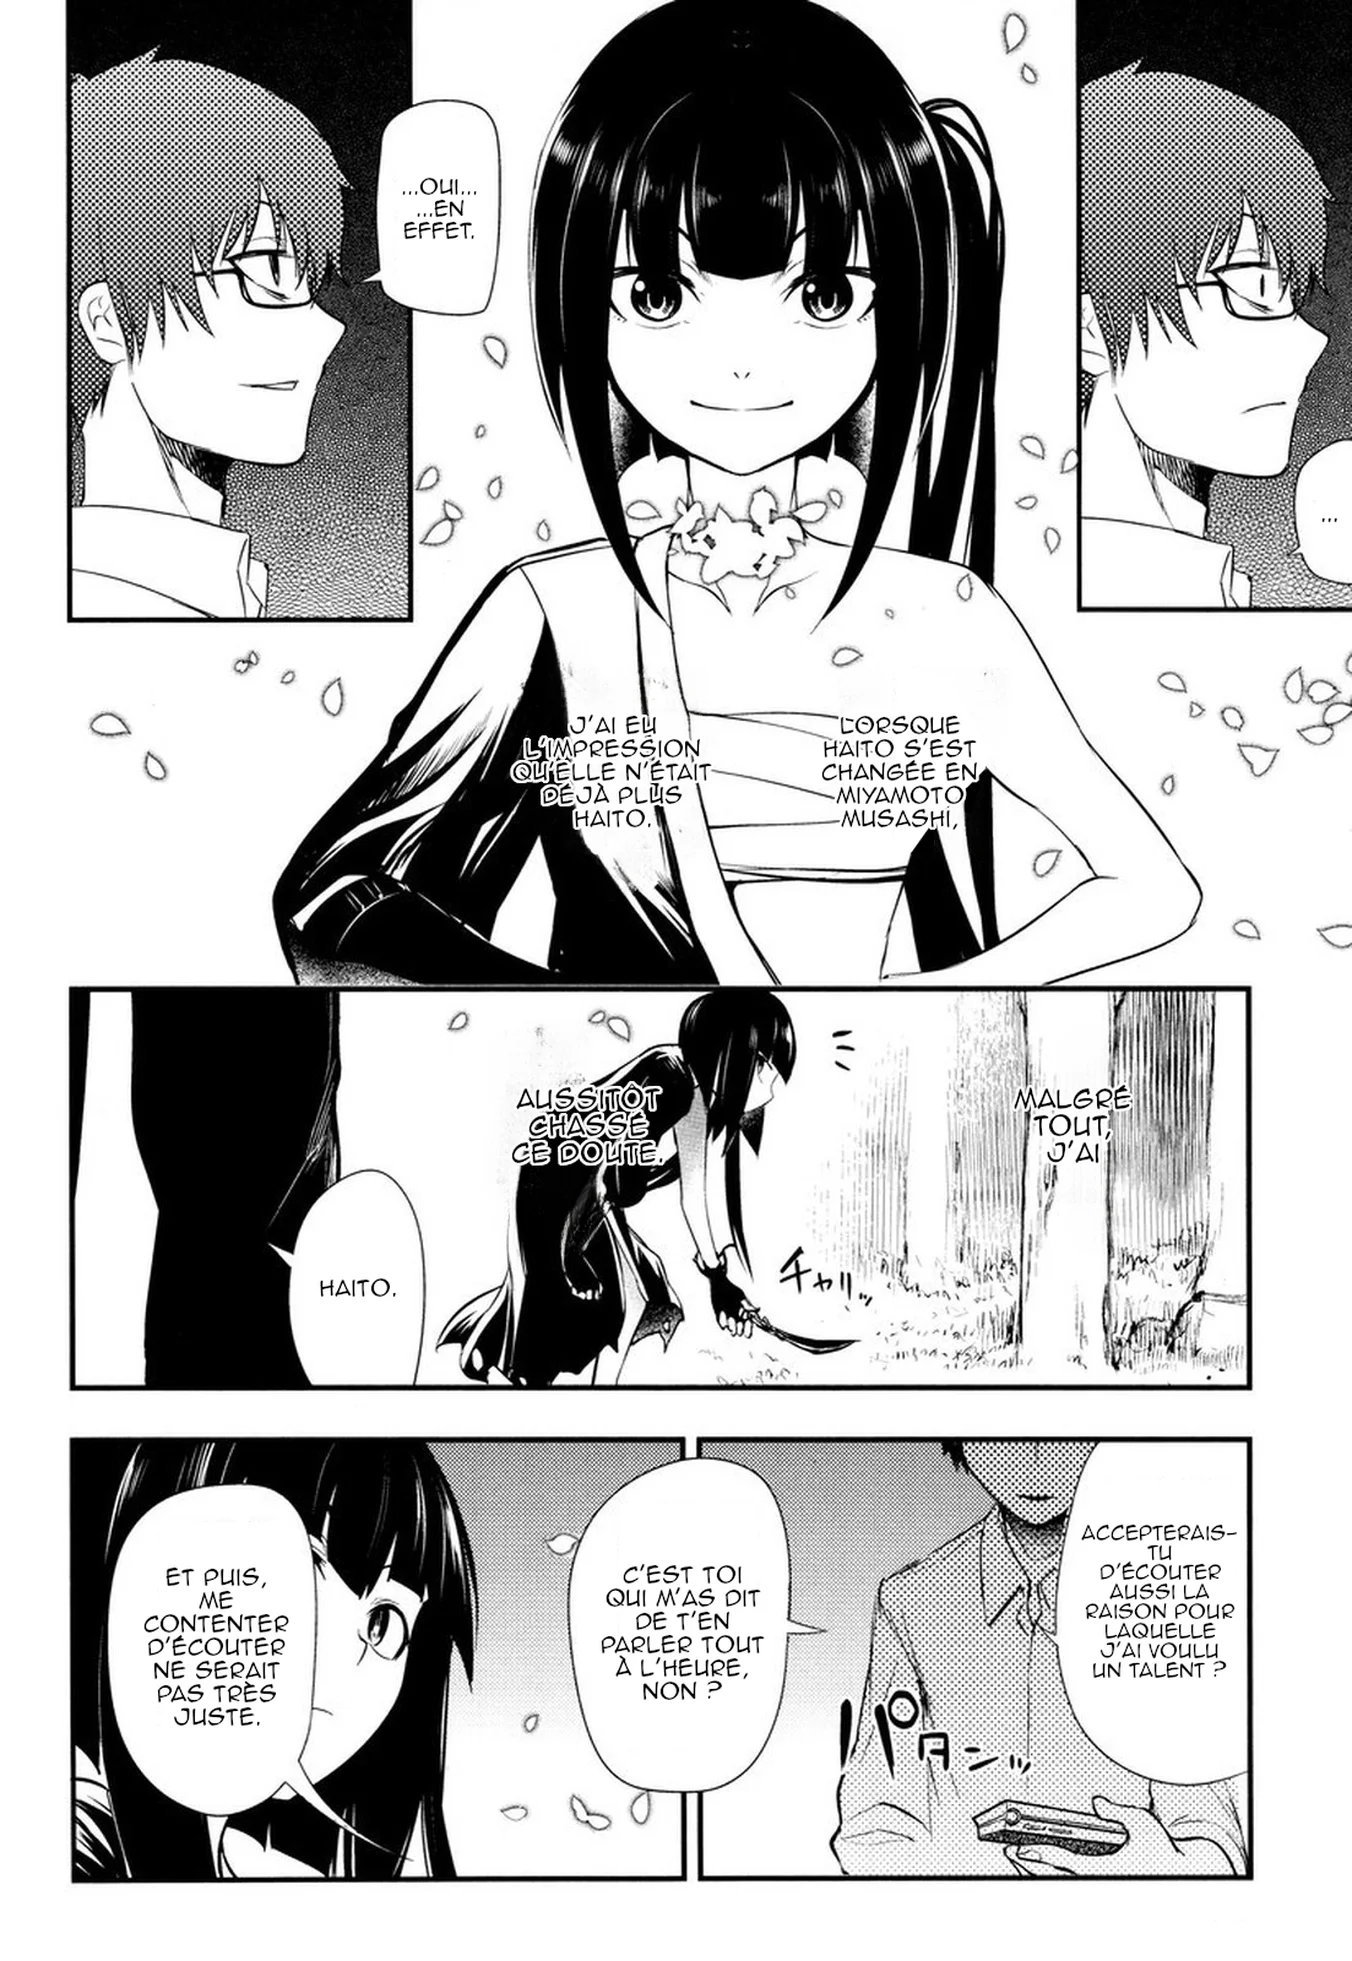 ...
...OUI...
...EN
EFFET.
LORSQUE
HAITO S'EST
CHANGÉE EN
MIYAMOTO
MUSASHI,
J'AI EU
L'IMPRESSION
QU'ELLE N'ÉTAIT
DÉJÀ PLUS
HAITO.
MALGRÉ
TOUT,
J'AI
AUSSITÔT
CHASSÉ
CE DOUTE.
チャリッ
HAITO.
ACCEPTERAIS-
TU
D'ÉCOUTER
AUSSI LA
RAISON POUR
LAQUELLE
J'AI VOULU
UN TALENT ?
パタンッ
C'EST TOI
QUI M'AS DIT
DE T'EN
PARLER TOUT
À L'HEURE,
NON ?
ET PUIS,
ME
CONTENTER
D'ÉCOUTER
NE SERAIT
PAS TRÈS
JUSTE.